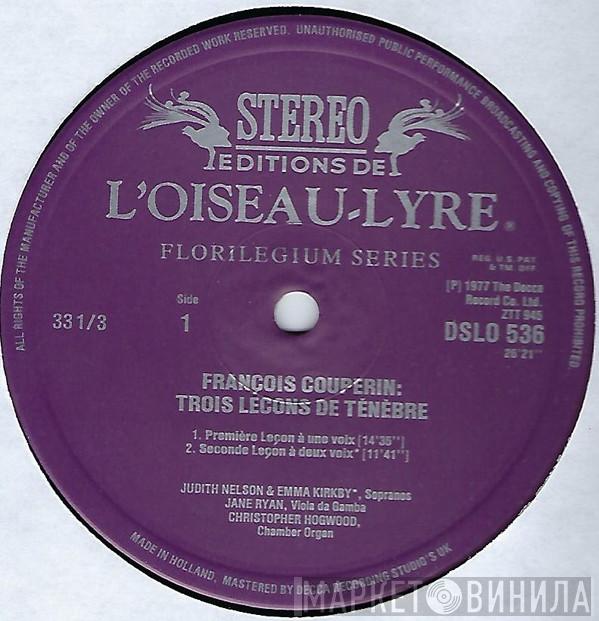 ALL RIGHTS OF THE MANUFACTURER AND OF THE OWNER OF THE RECORDED WORK RESERVED. UNAUTHORISED PUBLIC PERFORMANCE BROADCASTING AND COPYING OF THIS RECORD PROHIBITED.
STEREO
EDITIONS DE
L'OISEAU-LYRE ®
FLORILEGIUM SERIES
REG. U.S. PAT
& TM. OFF
[P] 1977 The Decca
Record Co. Ltd.
ZTT 945
DSLO 536
26'21''
33 1/3
Side
1
FRANÇOIS COUPERIN:
TROIS LEÇONS DE TÉNÈBRE
1. Première Leçon à une voix [14'35'']
2. Seconde Leçon à deux voix* [11'41'']
JUDITH NELSON & EMMA KIRKBY*, Sopranos
JANE RYAN, Viola da Gamba
CHRISTOPHER HOGWOOD,
Chamber Organ
MADE IN HOLLAND, MASTERED BY DECCA RECORDING STUDIO'S UK
МАРКЕТ ВИНИЛА